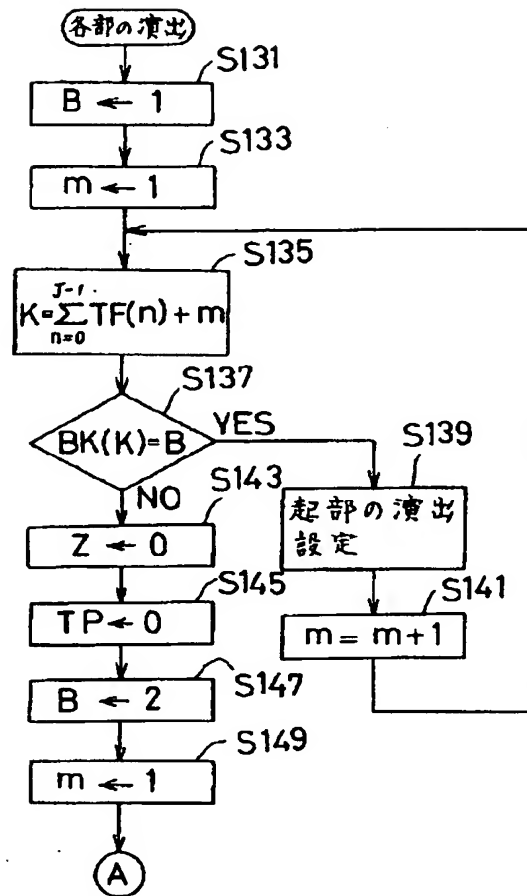 各部の演出
S131
B ← 1
S133
m ← 1
S135
J-1
K=∑TF(n)+m
n=0
S137
BK(K)=B
YES
NO
S139
起部の演出
設定
S141
m = m+1
S143
Z ← 0
S145
TP ← 0
S147
B ← 2
S149
m ← 1
A